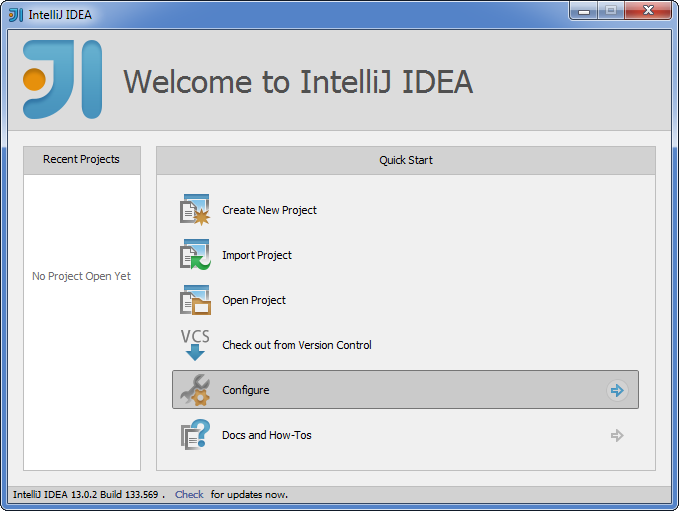 IntelliJ IDEA
Welcome to IntelliJ IDEA
Recent Projects
No Project Open Yet
Quick Start
Create New Project
Import Project
Open Project
VCS
Check out from Version Control
Configure
Docs and How-Tos
IntelliJ IDEA 13.0.2 Build 133.569 . Check for updates now.